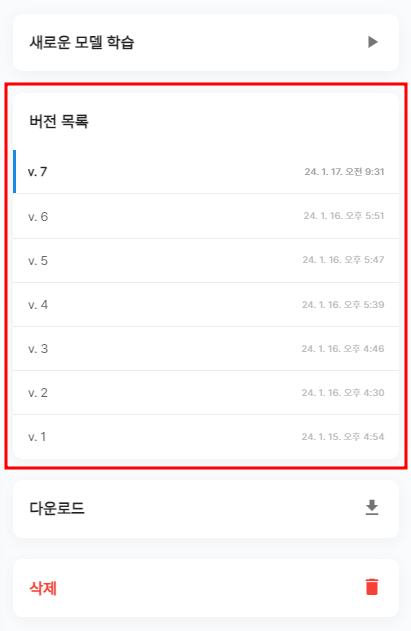 새로운 모델 학습
버전 목록
v. 7 24. 1. 17. 오전 9:31
v. 6 24. 1. 16. 오후 5:51
v. 5 24. 1. 16. 오후 5:47
v. 4 24. 1. 16. 오후 5:39
v. 3 24. 1. 16. 오후 4:46
v. 2 24. 1. 16. 오후 4:30
v. 1 24. 1. 15. 오후 4:54
다운로드
삭제